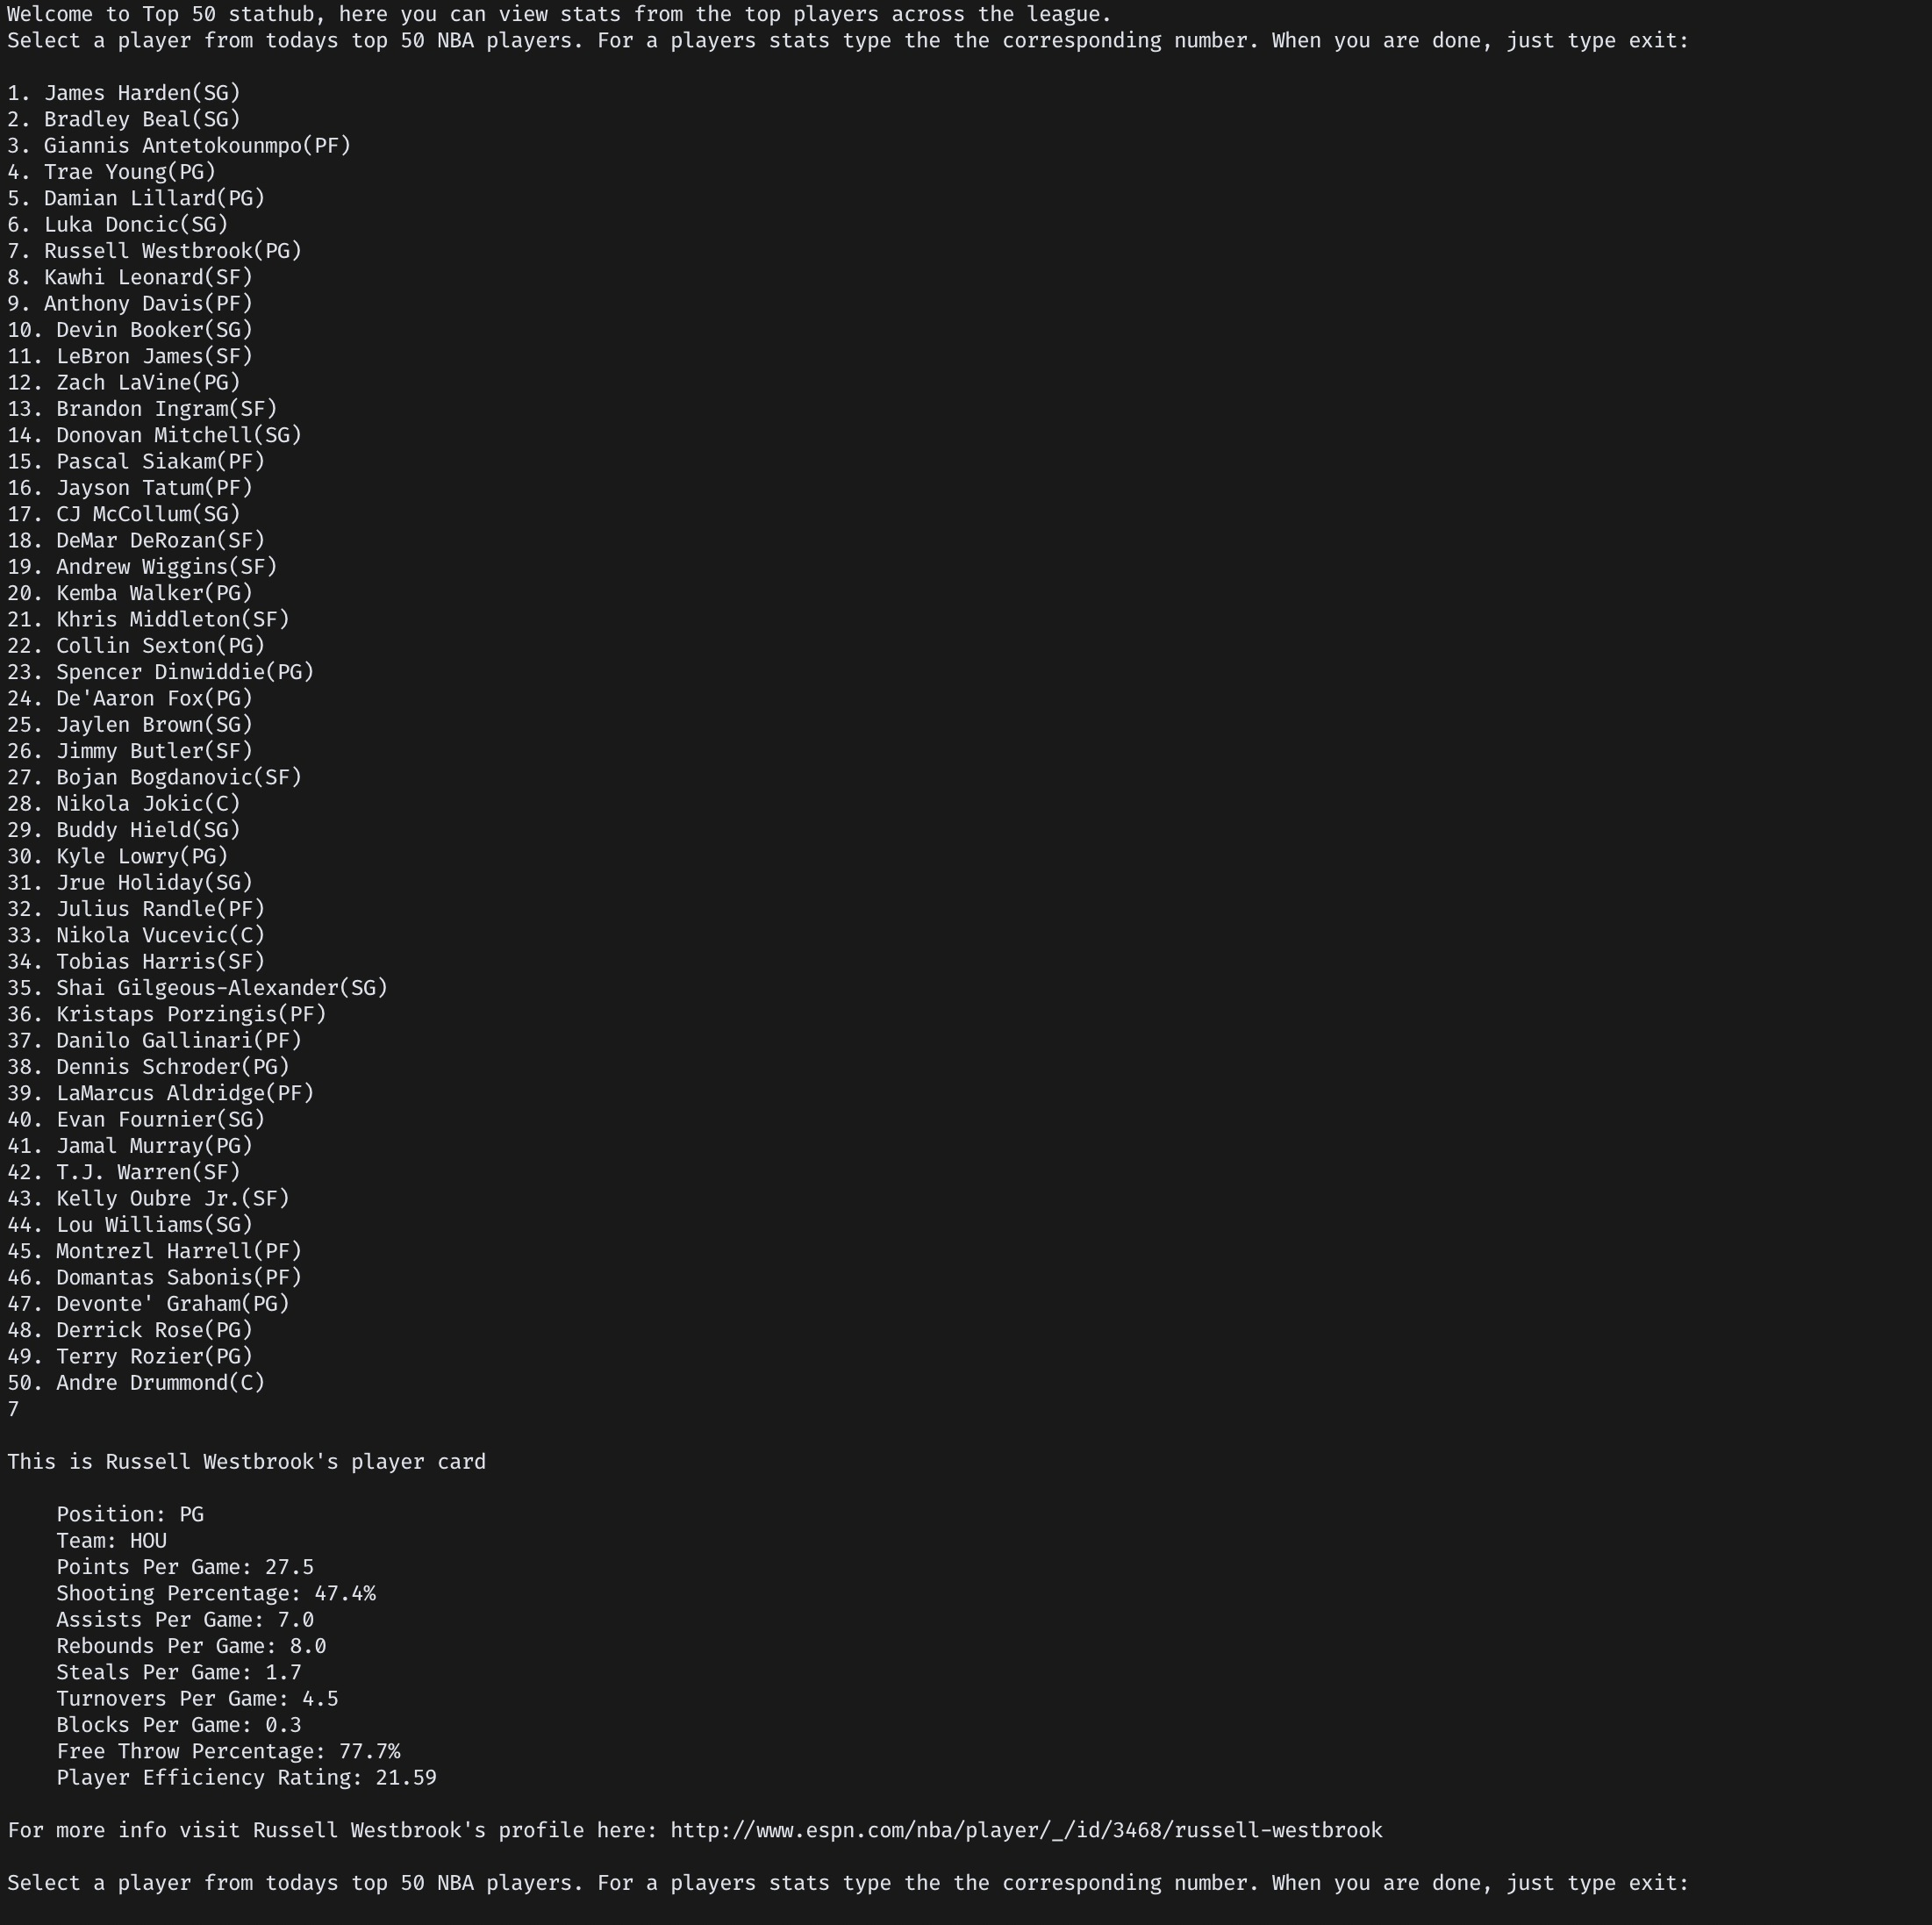 Welcome to Top 50 stathub, here you can view stats from the top players across the league.
Select a player from todays top 50 NBA players. For a players stats type the the corresponding number. When you are done, just type exit:
1. James Harden(SG)
2. Bradley Beal(SG)
3. Giannis Antetokounmpo(PF)
4. Trae Young(PG)
5. Damian Lillard(PG)
6. Luka Doncic(SG)
7. Russell Westbrook(PG)
8. Kawhi Leonard(SF)
9. Anthony Davis(PF)
10. Devin Booker(SG)
11. LeBron James(SF)
12. Zach LaVine(PG)
13. Brandon Ingram(SF)
14. Donovan Mitchell(SG)
15. Pascal Siakam(PF)
16. Jayson Tatum(PF)
17. CJ McCollum(SG)
18. DeMar DeRozan(SF)
19. Andrew Wiggins(SF)
20. Kemba Walker(PG)
21. Khris Middleton(SF)
22. Collin Sexton(PG)
23. Spencer Dinwiddie(PG)
24. De'Aaron Fox(PG)
25. Jaylen Brown(SG)
26. Jimmy Butler(SF)
27. Bojan Bogdanovic(SF)
28. Nikola Jokic(C)
29. Buddy Hield(SG)
30. Kyle Lowry(PG)
31. Jrue Holiday(SG)
32. Julius Randle(PF)
33. Nikola Vucevic(C)
34. Tobias Harris(SF)
35. Shai Gilgeous-Alexander(SG)
36. Kristaps Porzingis(PF)
37. Danilo Gallinari(PF)
38. Dennis Schroder(PG)
39. LaMarcus Aldridge(PF)
40. Evan Fournier(SG)
41. Jamal Murray(PG)
42. T.J. Warren(SF)
43. Kelly Oubre Jr.(SF)
44. Lou Williams(SG)
45. Montrezl Harrell(PF)
46. Domantas Sabonis(PF)
47. Devonte' Graham(PG)
48. Derrick Rose(PG)
49. Terry Rozier(PG)
50. Andre Drummond(C)
7
This is Russell Westbrook's player card
Position: PG
Team: HOU
Points Per Game: 27.5
Shooting Percentage: 47.4%
Assists Per Game: 7.0
Rebounds Per Game: 8.0
Steals Per Game: 1.7
Turnovers Per Game: 4.5
Blocks Per Game: 0.3
Free Throw Percentage: 77.7%
Player Efficiency Rating: 21.59
For more info visit Russell Westbrook's profile here: http://www.espn.com/nba/player/_/id/3468/russell-westbrook
Select a player from todays top 50 NBA players. For a players stats type the the corresponding number. When you are done, just type exit: